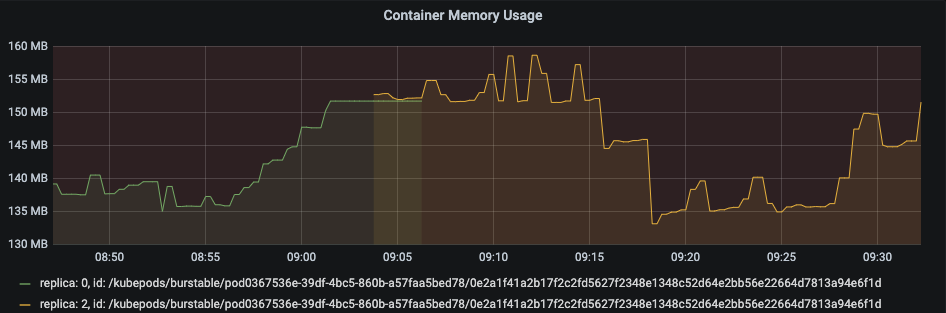 Container Memory Usage
160 MB
155 MB
150 MB
145 MB
140 MB
135 MB
130 MB
08:50 08:55 09:00 09:05 09:10 09:15 09:20 09:25 09:30
replica: 0, id: /kubepods/burstable/pod0367536e-39df-4bc5-860b-a57faa5bed78/0e2a1f41a2b17f2c2fd5627f2348e1348c52d64e2bb56e22664d7813a94e6f1d
replica: 2, id: /kubepods/burstable/pod0367536e-39df-4bc5-860b-a57faa5bed78/0e2a1f41a2b17f2c2fd5627f2348e1348c52d64e2bb56e22664d7813a94e6f1d